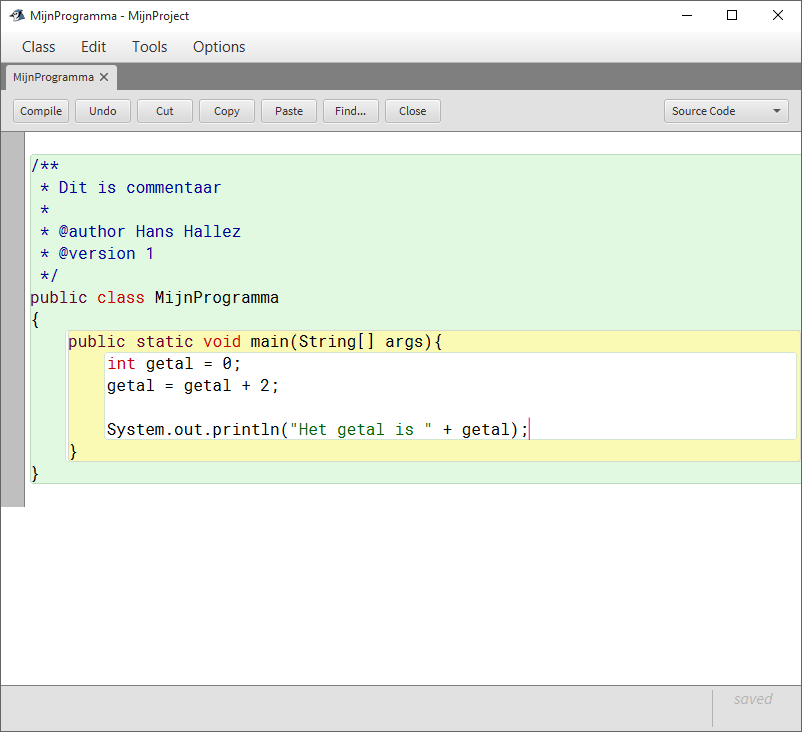 MijnProgramma - MijnProject
Class Edit Tools Options
MijnProgramma
Compile Undo Cut Copy Paste Find... Close Source Code
/**
 * Dit is commentaar
 *
 * @author Hans Hallez
 * @version 1
 */
public class MijnProgramma
{
    public static void main(String[] args){
        int getal = 0;
        getal = getal + 2;

        System.out.println("Het getal is " + getal);
    }
}
saved